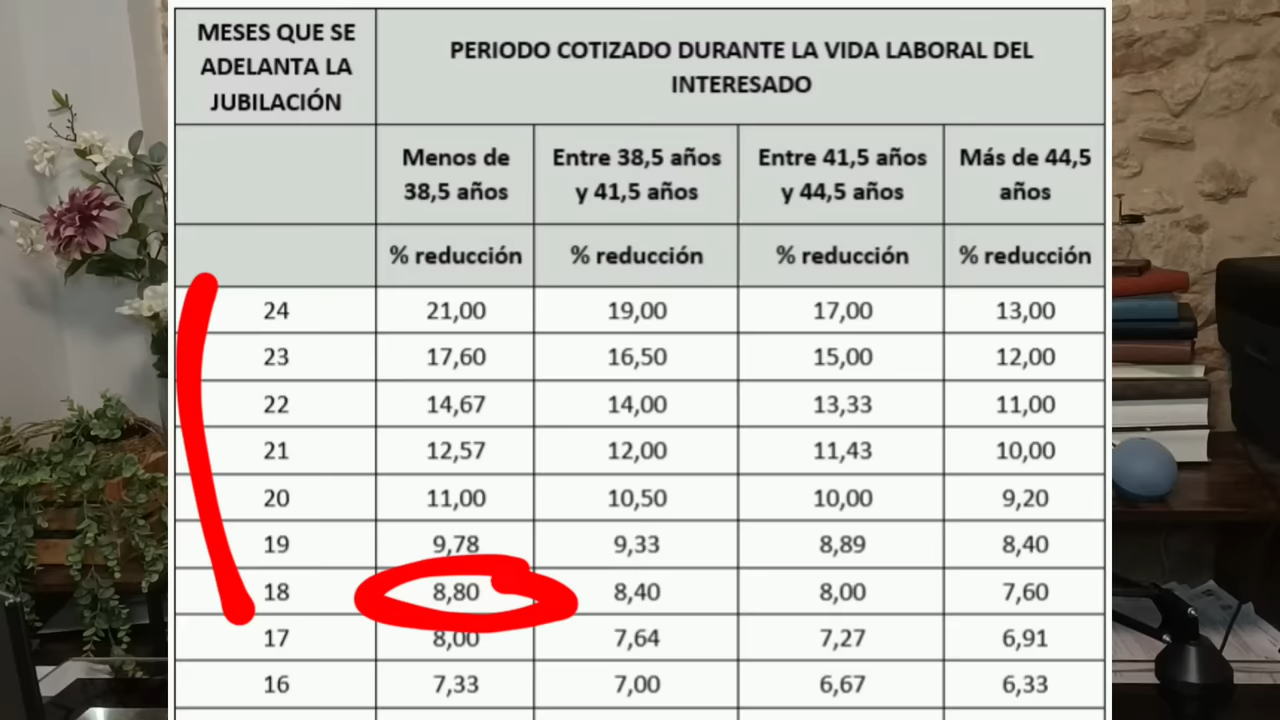 MESES QUE SE
ADELANTA LA
JUBILACIÓN
PERIODO COTIZADO DURANTE LA VIDA LABORAL DEL
INTERESADO
Menos de
38,5 años
Entre 38,5 años
y 41,5 años
Entre 41,5 años
y 44,5 años
Más de 44,5
años
% reducción % reducción % reducción % reducción
24 21,00 19,00 17,00 13,00
23 17,60 16,50 15,00 12,00
22 14,67 14,00 13,33 11,00
21 12,57 12,00 11,43 10,00
20 11,00 10,50 10,00 9,20
19 9,78 9,33 8,89 8,40
18 8,80 8,40 8,00 7,60
17 8,00 7,64 7,27 6,91
16 7,33 7,00 6,67 6,33